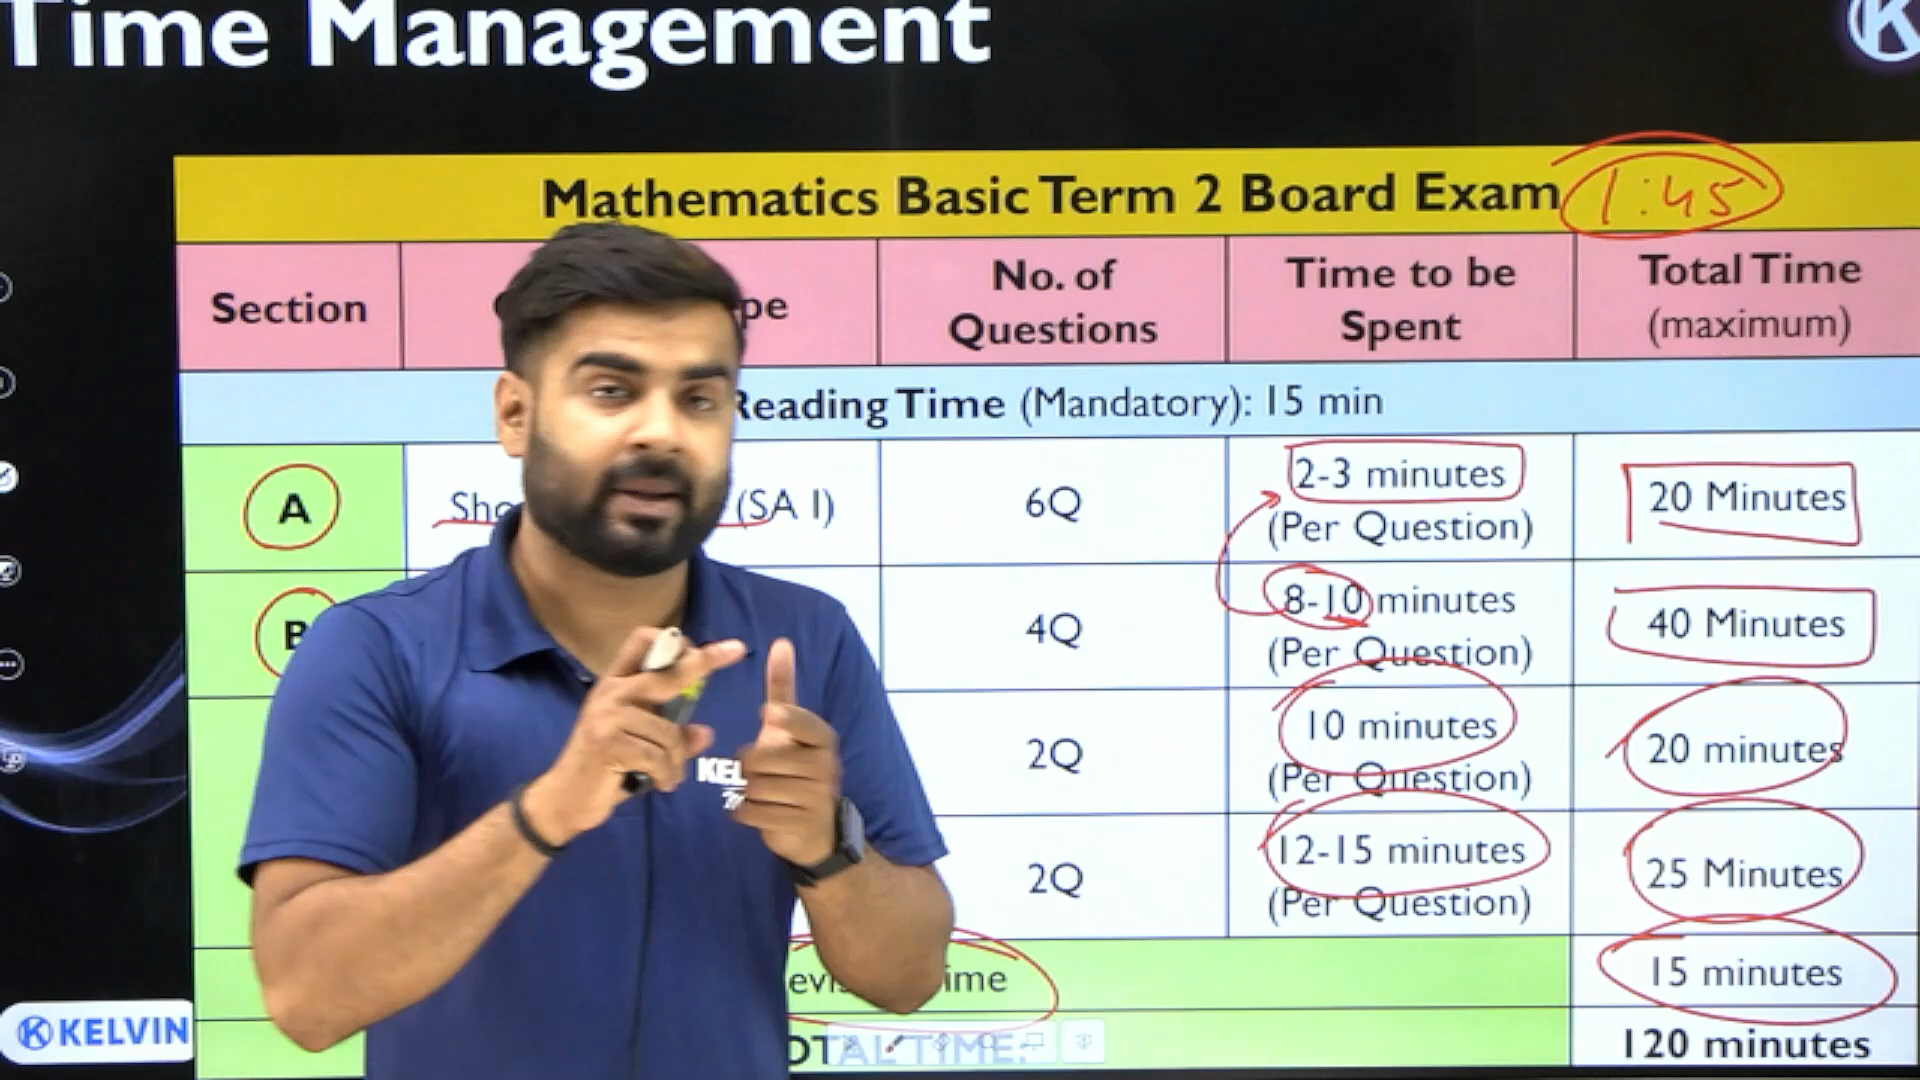 Time Management
Mathematics Basic Term 2 Board Exam 1:45
Section
No. of
Questions
Time to be
Spent
Total Time
(maximum)
Reading Time (Mandatory): 15 min
A
(SA I)
6Q
2-3 minutes
(Per Question)
20 Minutes
B
4Q
8-10 minutes
(Per Question)
40 Minutes
2Q
10 minutes
(Per Question)
20 minutes
2Q
12-15 minutes
(Per Question)
25 Minutes
15 minutes
TOTAL TIME:
120 minutes
KELVIN
KEL